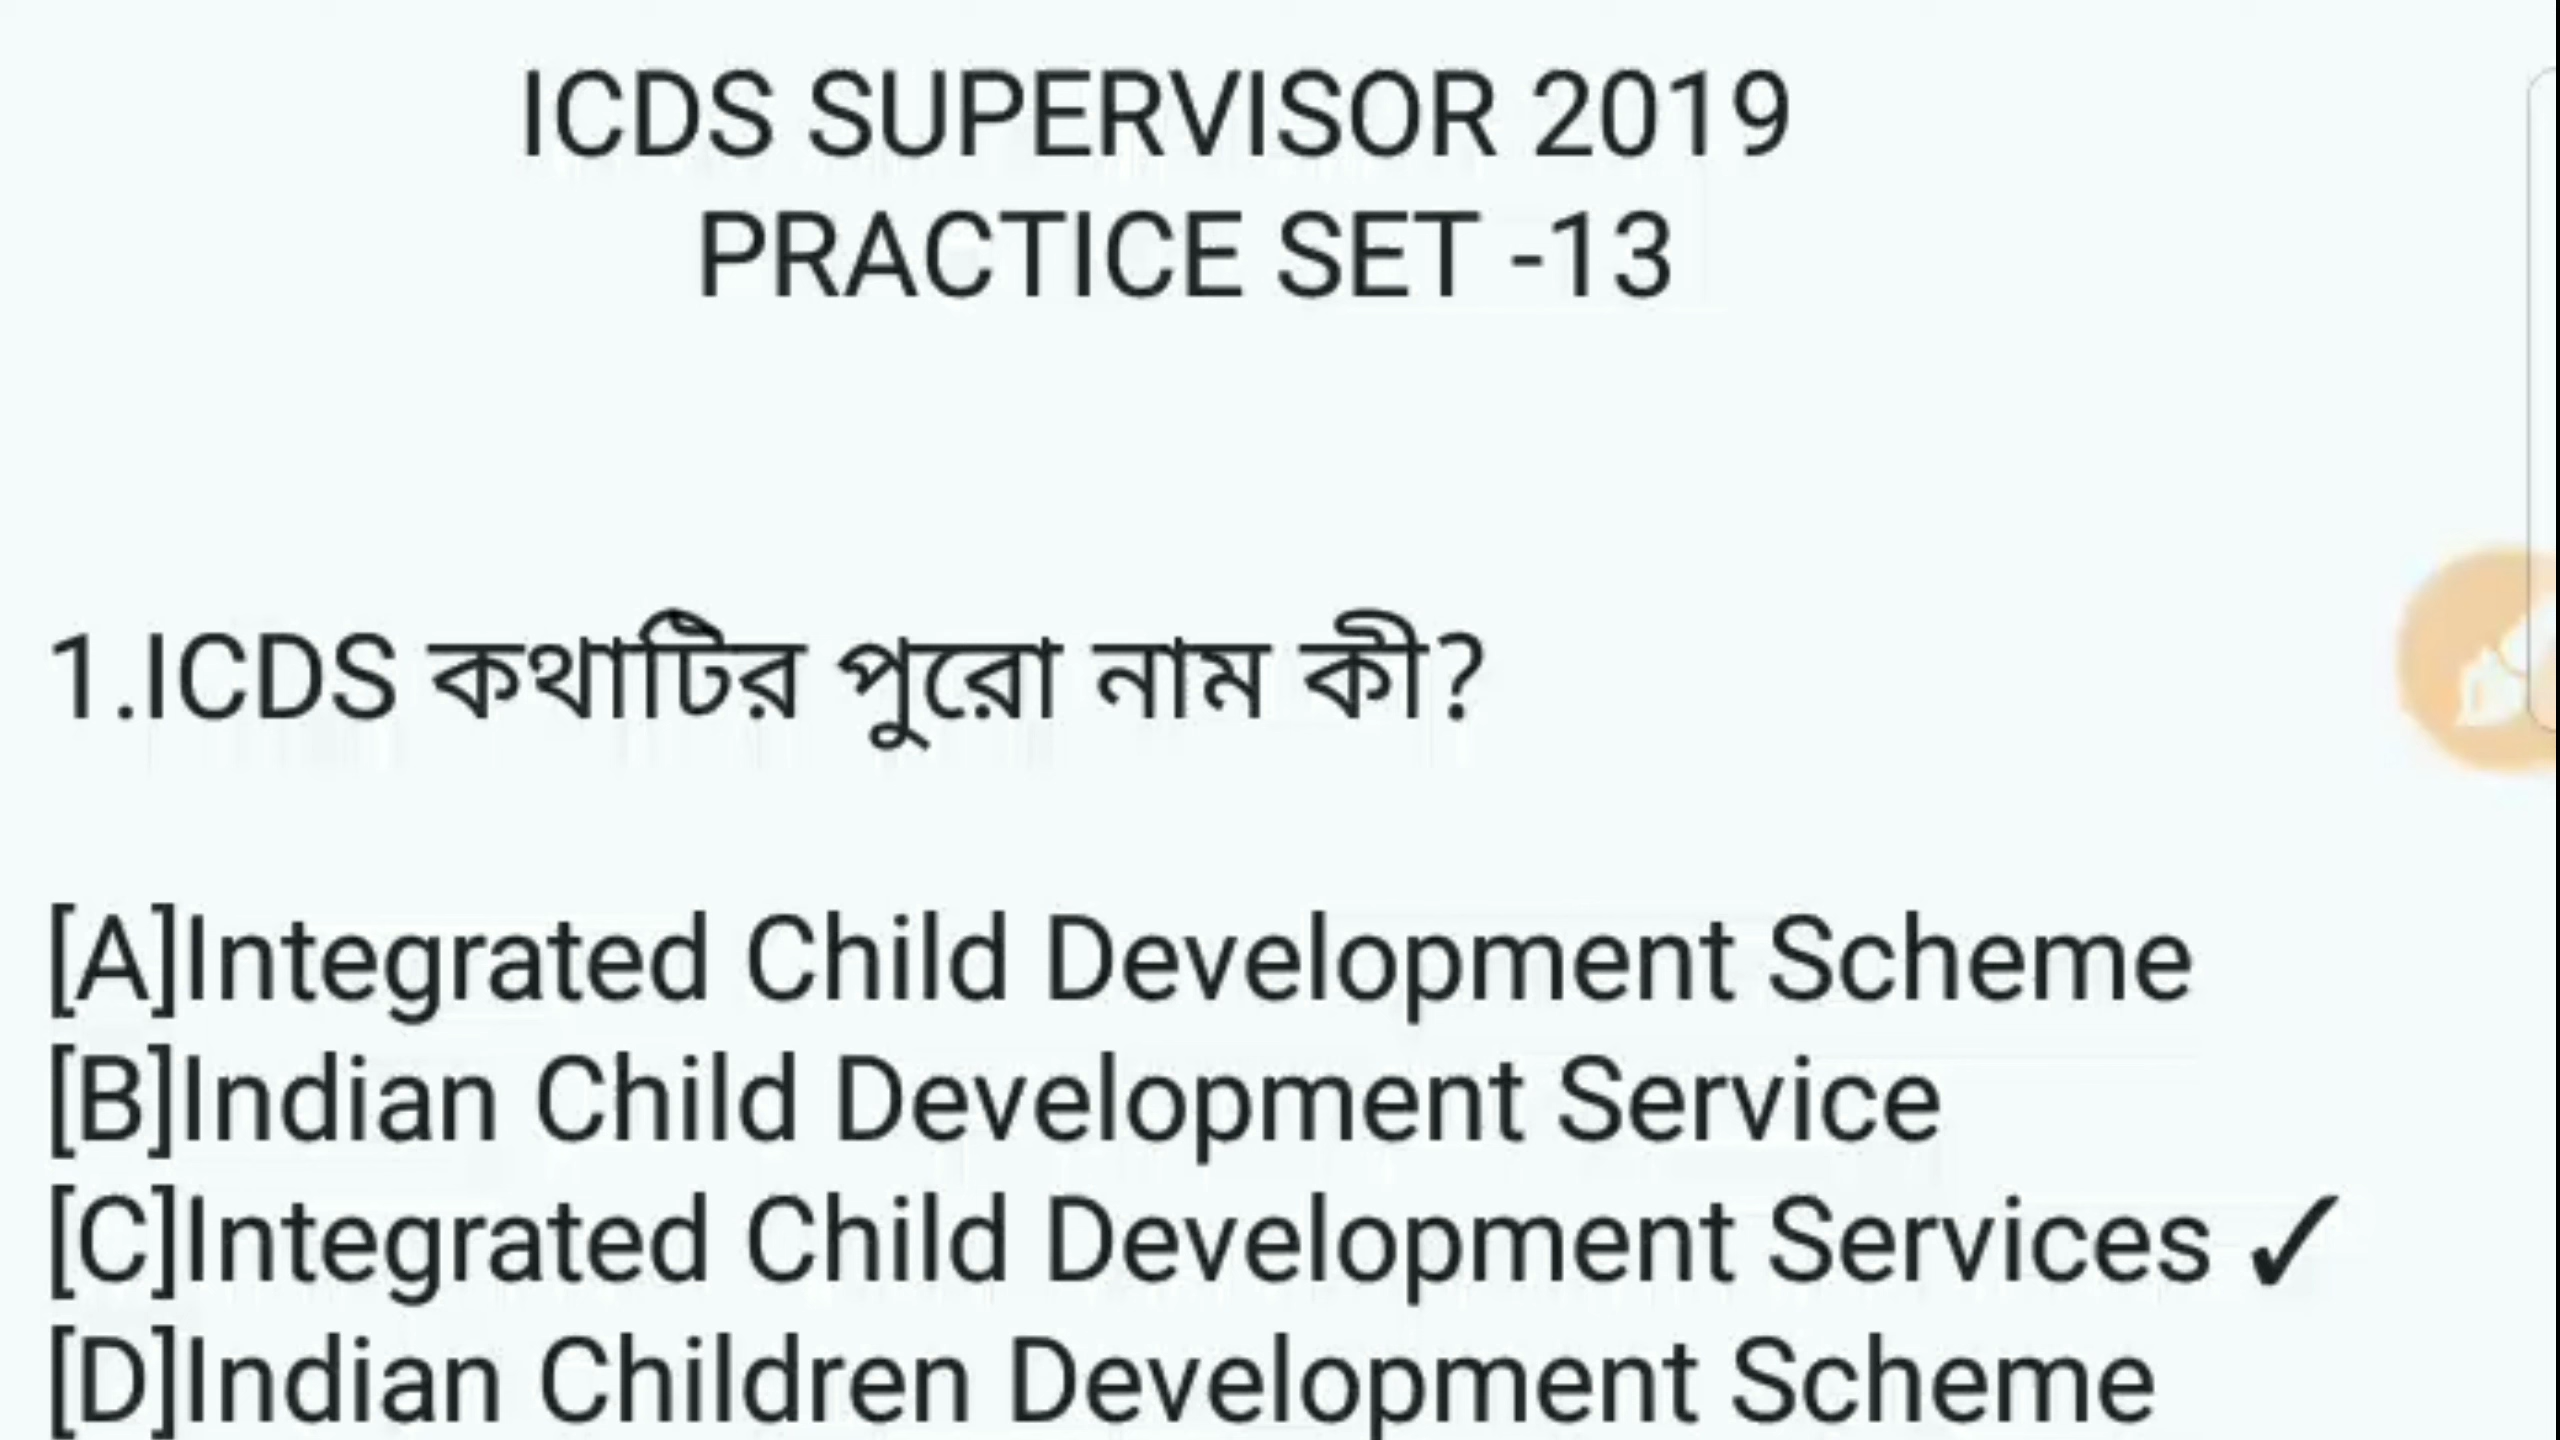 ICDS SUPERVISOR 2019
PRACTICE SET -13
1.ICDS কথাটির পুরো নাম কী?
[A]Integrated Child Development Scheme
[B]Indian Child Development Service
[C]Integrated Child Development Services ✓
[D]Indian Children Development Scheme